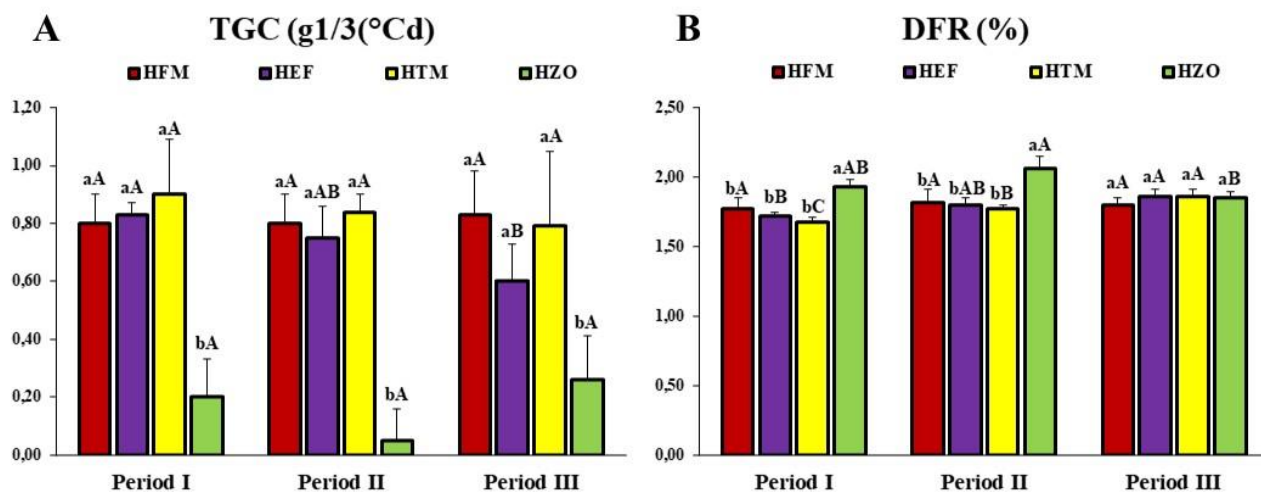 A TGC (g1/3(°Cd)
HFM HEF HTM HZO
1,20
1,00
0,80
0,60
0,40
0,20
0,00
aA aA aA bA
aA aAB aA bA
aA aB aA bA
Period I Period II Period III
B DFR (%)
HFM HEF HTM HZO
2,50
2,00
1,50
1,00
0,50
0,00
bA bB bC aAB
bA bAB bB aA
aA aA aA aB
Period I Period II Period III